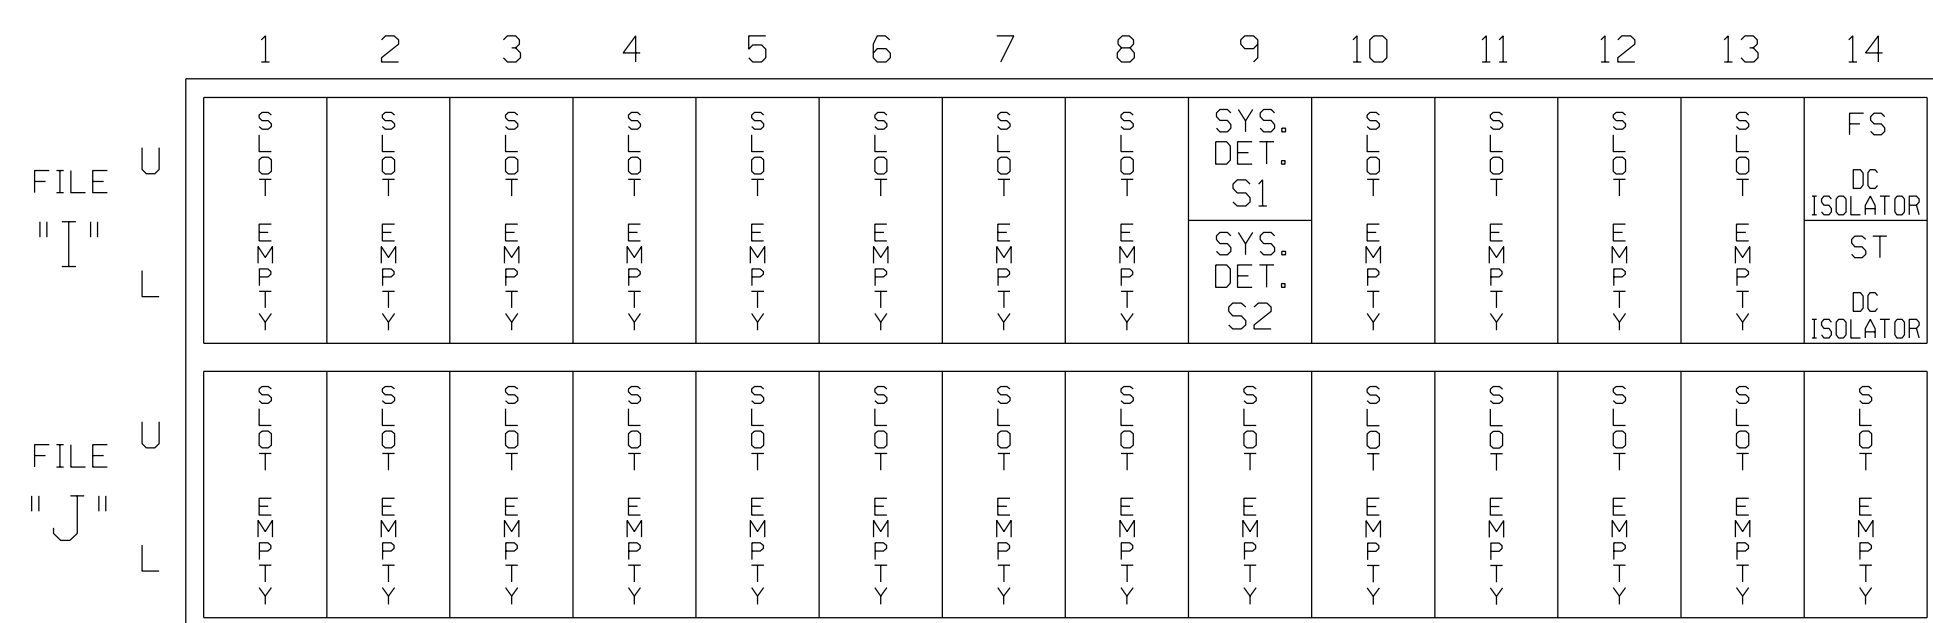 1 2 3 4 5 6 7 8 9 10 11 12 13 14
FILE "I"
U
L
SLOT EMPTY
SLOT EMPTY
SLOT EMPTY
SLOT EMPTY
SLOT EMPTY
SLOT EMPTY
SLOT EMPTY
SLOT EMPTY
SYS.
DET.
S1
SYS.
DET.
S2
SLOT EMPTY
SLOT EMPTY
SLOT EMPTY
SLOT EMPTY
FS
DC
ISOLATOR
ST
DC
ISOLATOR
FILE "J"
U
L
SLOT EMPTY
SLOT EMPTY
SLOT EMPTY
SLOT EMPTY
SLOT EMPTY
SLOT EMPTY
SLOT EMPTY
SLOT EMPTY
SLOT EMPTY
SLOT EMPTY
SLOT EMPTY
SLOT EMPTY
SLOT EMPTY
SLOT EMPTY